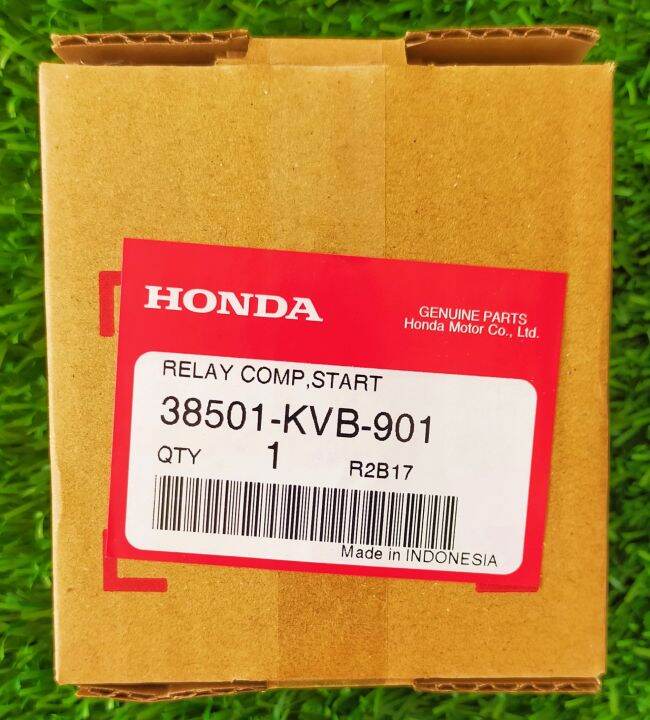 HONDA
GENUINE PARTS
Honda Motor Co., Ltd.
RELAY COMP,START
38501-KVB-901
QTY 1 R2B17
Made in INDONESIA